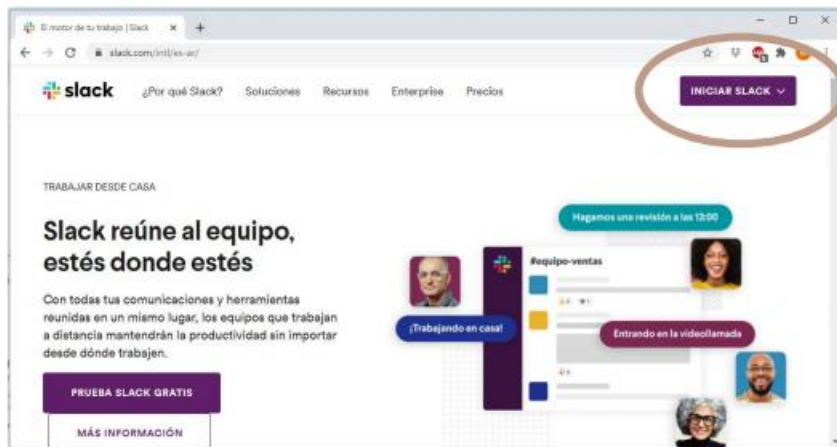 El motor de tu trabajo | Slack
slack.com/intl/es-ar/
slack
¿Por qué Slack?
Soluciones
Recursos
Enterprise
Precios
INICIAR SLACK
TRABAJAR DESDE CASA
Slack reúne al equipo,
estés donde estés
Con todas tus comunicaciones y herramientas
reunidas en un mismo lugar, los equipos que trabajan
a distancia mantendrán la productividad sin importar
desde dónde trabajen.
PRUEBA SLACK GRATIS
MÁS INFORMACIÓN
Hagamos una revisión a las 13:00
#equipo-ventas
¡Trabajando en casa!
Entrando en la videollamada